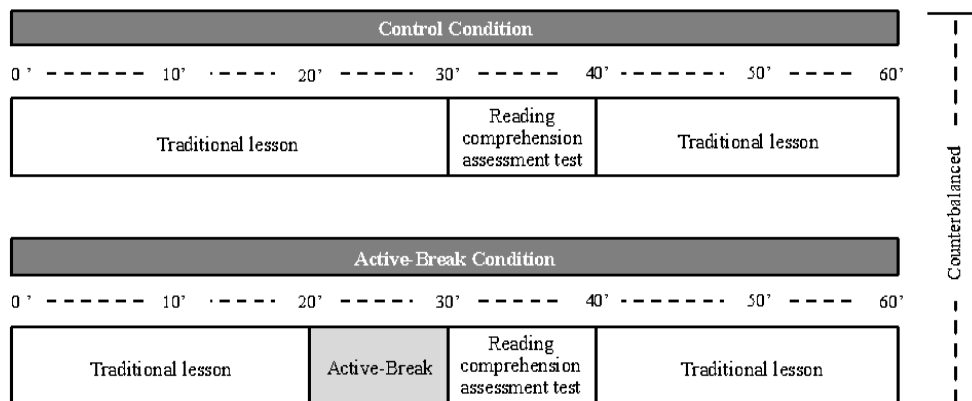 Control Condition
0 ’ 10’ 20’ 30’ 40’ 50’ 60’
Traditional lesson
Reading
comprehension
assessment test
Traditional lesson
Active-Break Condition
0 ’ 10’ 20’ 30’ 40’ 50’ 60’
Traditional lesson
Active-Break
Reading
comprehension
assessment test
Traditional lesson
Counterbalanced